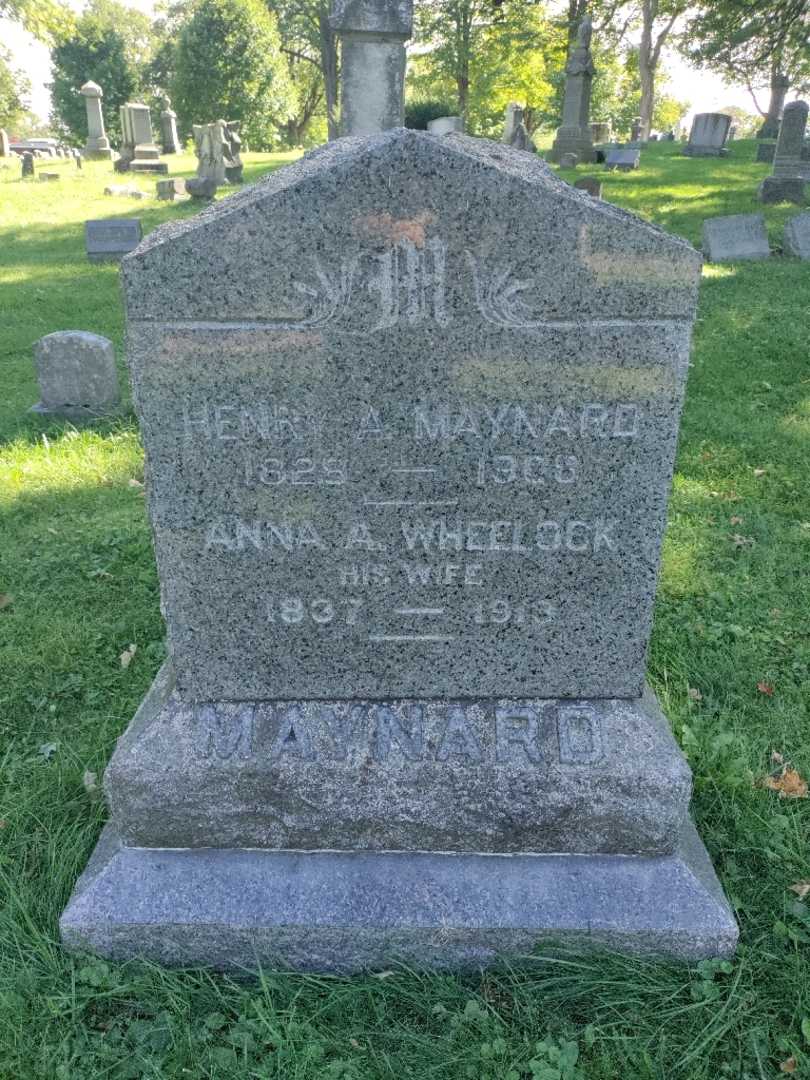 M
HENRY A. MAYNARD
1829 — 1908
ANNA A. WHEELOCK
HIS WIFE
1837 — 1913
MAYNARD